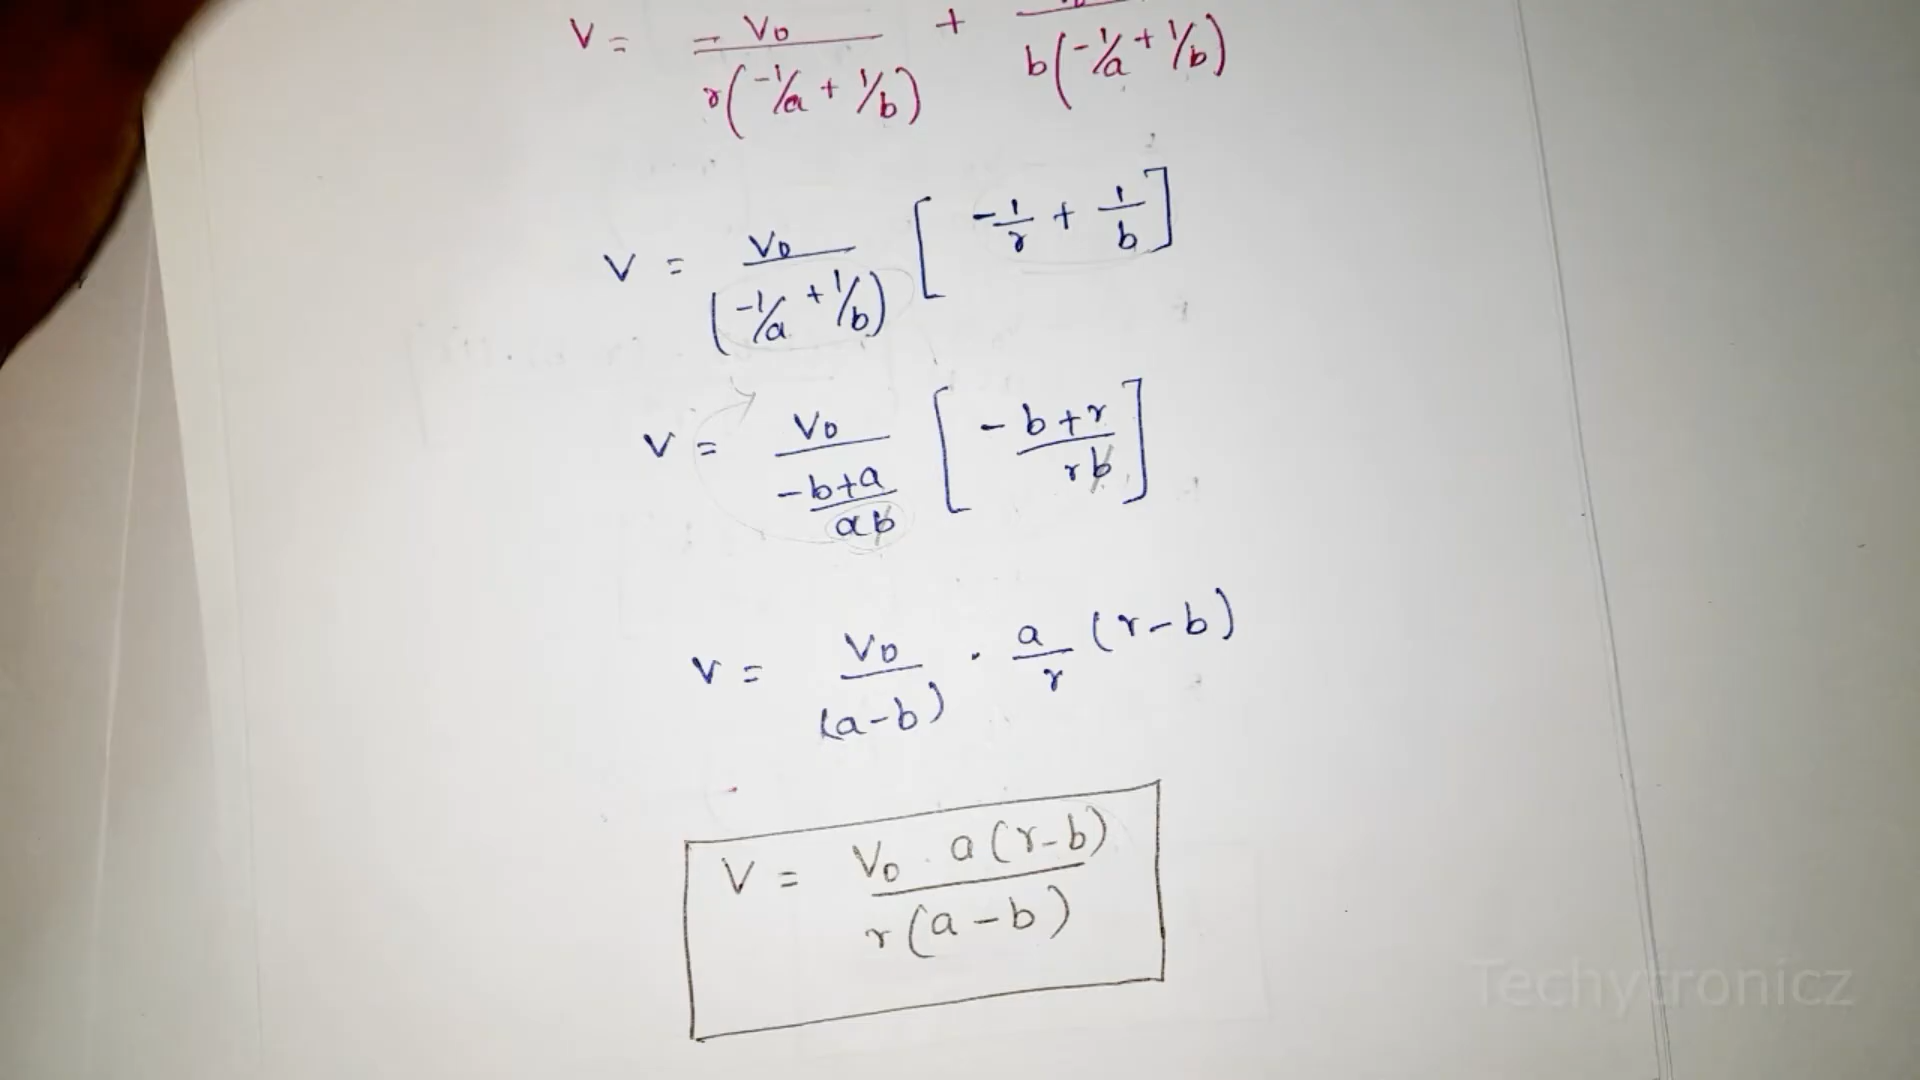 V = - V0 / r(-1/a + 1/b) + / b(-1/a + 1/b)
V = V0 / (-1/a + 1/b) [ -1/r + 1/b ]
V = V0 / (-b+a / ab) [ -b+r / rb ]
V = V0 / (a-b) . a/r (r-b)
V = V0 . a(r-b) / r(a-b)
Techytronicz